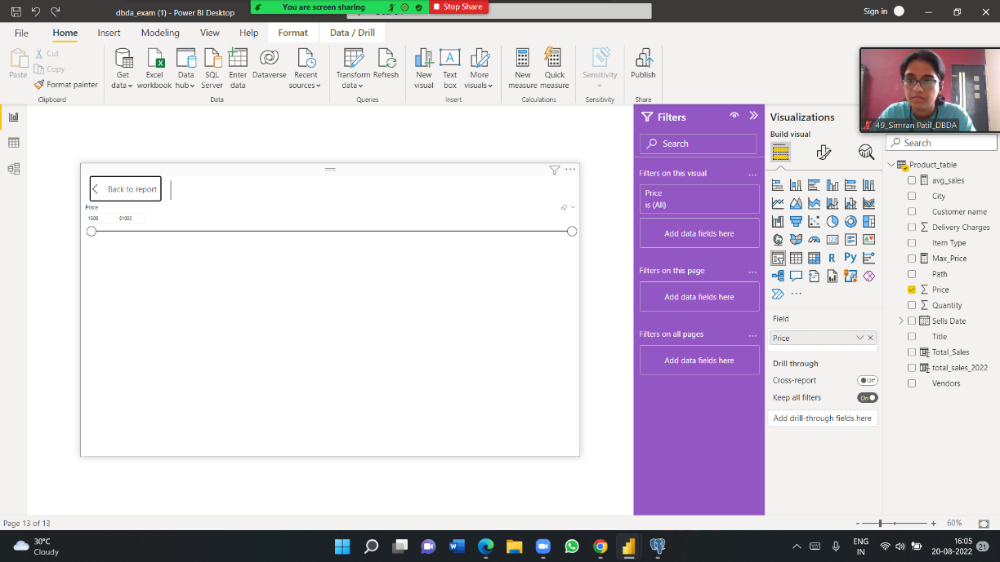 dbda_exam (1) - Power BI Desktop
You are screen sharing
Stop Share
Sign in
File
Home
Insert
Modeling
View
Help
Format
Data / Drill
Paste
Cut
Copy
Format painter
Clipboard
Get data
Excel workbook
Data hub
SQL Server
Enter data
Dataverse
Recent sources
Data
Transform data
Refresh
Queries
New visual
Text box
More visuals
Insert
New measure
Quick measure
Calculations
Sensitivity
Sensitivity
Publish
Share
49_Simran Patil_DBDA
Back to report
Price
1500
61000
Filters
Search
Filters on this visual
...
Price
is (All)
Add data fields here
Filters on this page
...
Add data fields here
Filters on all pages
...
Add data fields here
Visualizations
Build visual
123
R
Py
...
Field
Price
Drill through
Cross-report
Off
Keep all filters
On
Add drill-through fields here
Search
Product_table
avg_sales
City
Customer name
Delivery Charges
Item Type
Max_Price
Path
Price
Quantity
Sells Date
Title
Total_Sales
total_sales_2022
Vendors
Page 13 of 13
- + 60%
30°C
Cloudy
ENG
IN
16:05
20-08-2022
21